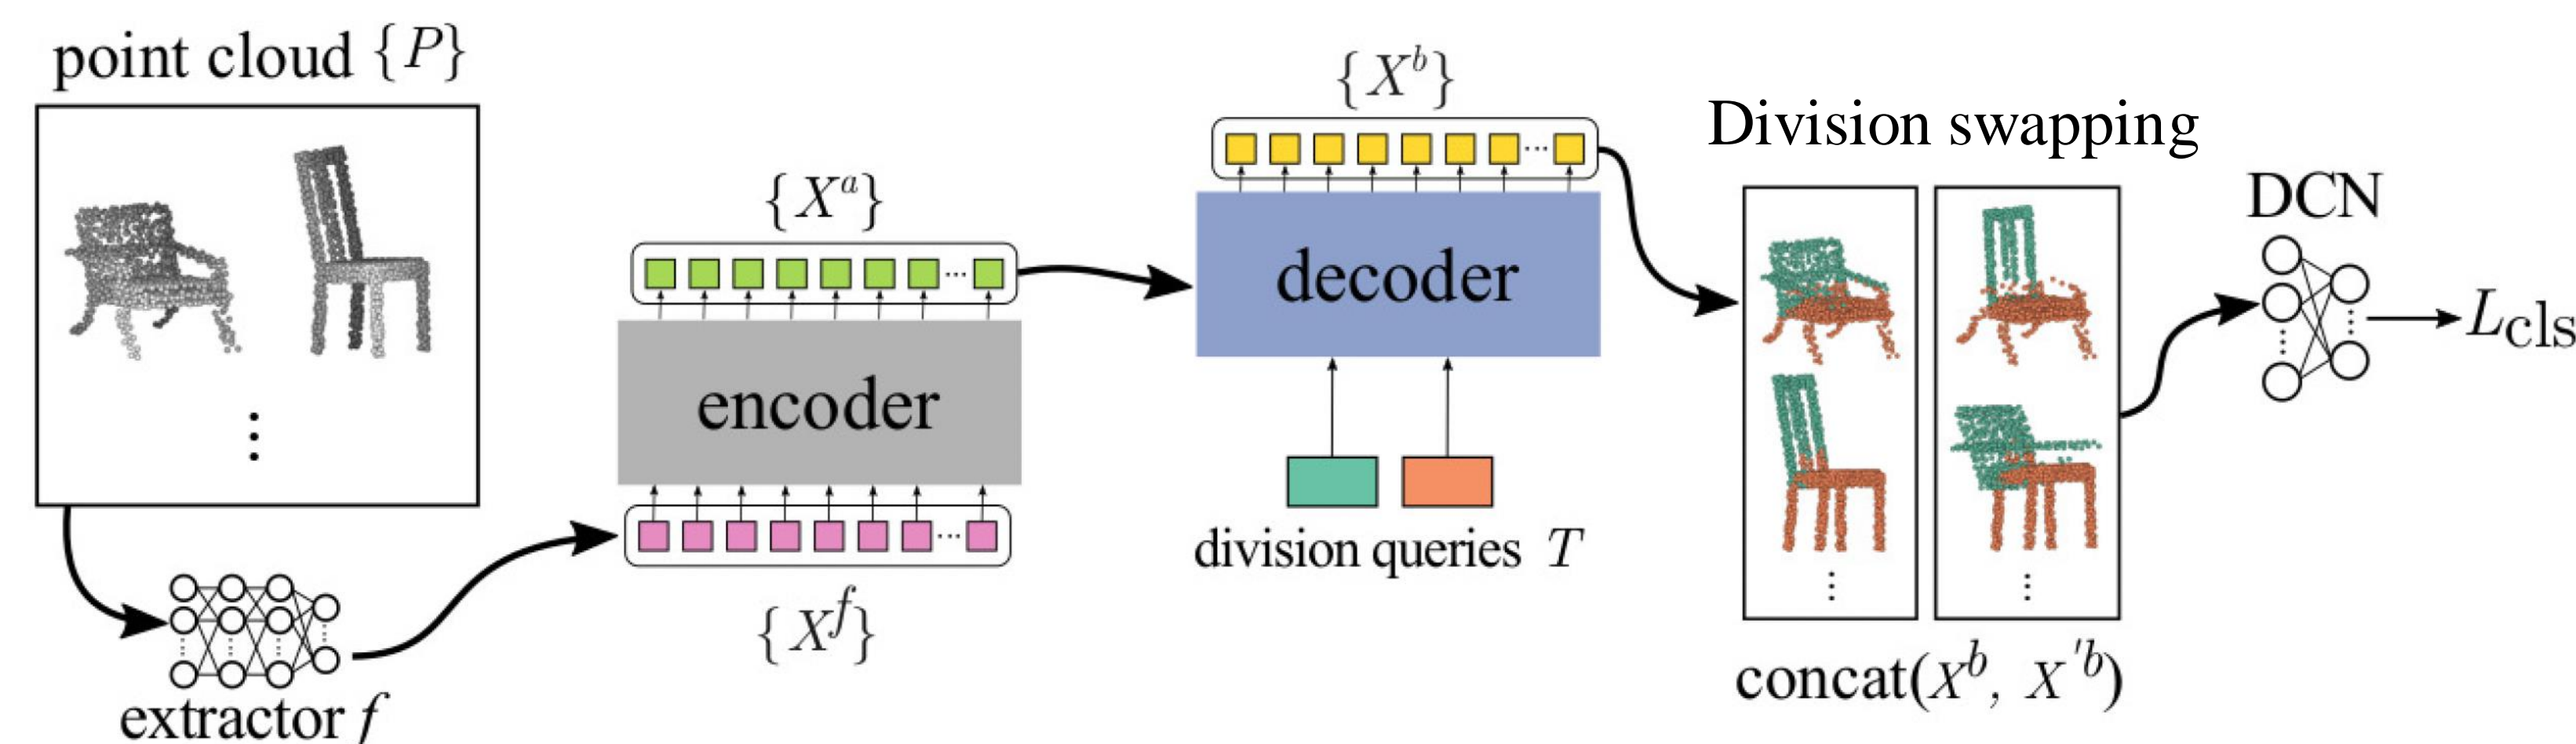 point cloud {P}
extractor f
{X^f}
encoder
{X^a}
{X^b}
decoder
division queries T
Division swapping
concat(X^b, X'^b)
DCN
L_cls